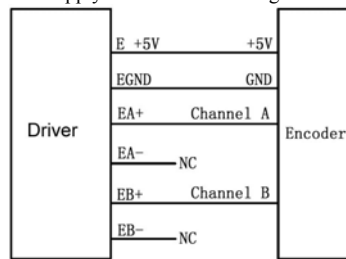 E +5V +5V
EGND GND
EA+ Channel A
Driver Encoder
EA- NC
EB+ Channel B
EB- NC